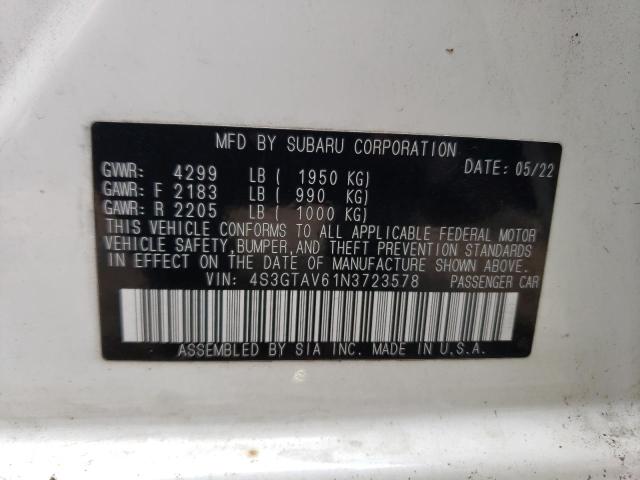 MFD BY SUBARU CORPORATION
GVWR: 4299 LB ( 1950 KG) DATE: 05/22
GAWR: F 2183 LB ( 990 KG)
GAWR: R 2205 LB ( 1000 KG)
THIS VEHICLE CONFORMS TO ALL APPLICABLE FEDERAL MOTOR
VEHICLE SAFETY, BUMPER, AND THEFT PREVENTION STANDARDS
IN EFFECT ON THE DATE OF MANUFACTURE SHOWN ABOVE.
VIN: 4S3GTAV61N3723578 PASSENGER CAR
ASSEMBLED BY SIA INC. MADE IN U.S.A.